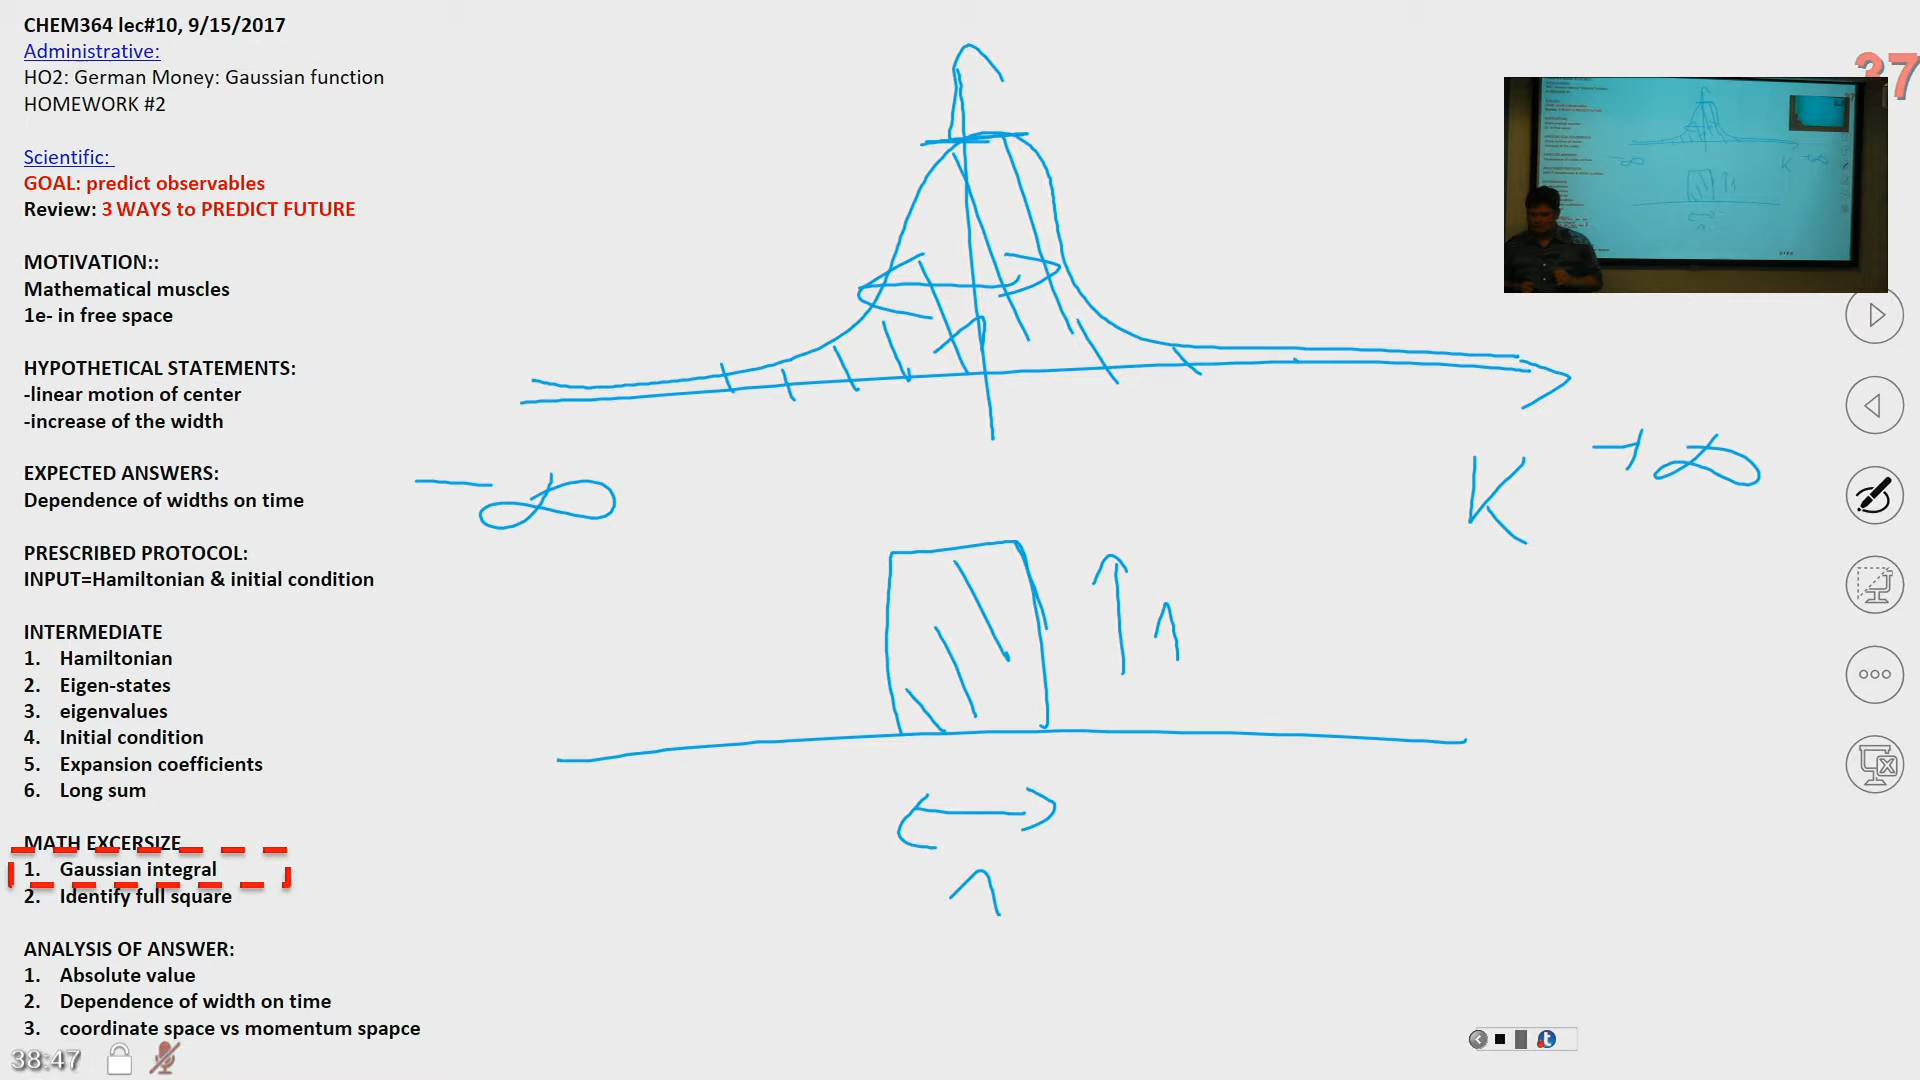 CHEM364 lec#10, 9/15/2017
Administrative:
HO2: German Money: Gaussian function
HOMEWORK #2
Scientific:
GOAL: predict observables
Review: 3 WAYS to PREDICT FUTURE
MOTIVATION::
Mathematical muscles
1e- in free space
HYPOTHETICAL STATEMENTS:
-linear motion of center
-increase of the width
EXPECTED ANSWERS:
Dependence of widths on time
PRESCRIBED PROTOCOL:
INPUT=Hamiltonian & initial condition
INTERMEDIATE
1. Hamiltonian
2. Eigen-states
3. eigenvalues
4. Initial condition
5. Expansion coefficients
6. Long sum
MATH EXCERSIZE
1. Gaussian integral
2. Identify full square
ANALYSIS OF ANSWER:
1. Absolute value
2. Dependence of width on time
3. coordinate space vs momentum spapce
38:47
37
1
-∞
K
+∞
1
1